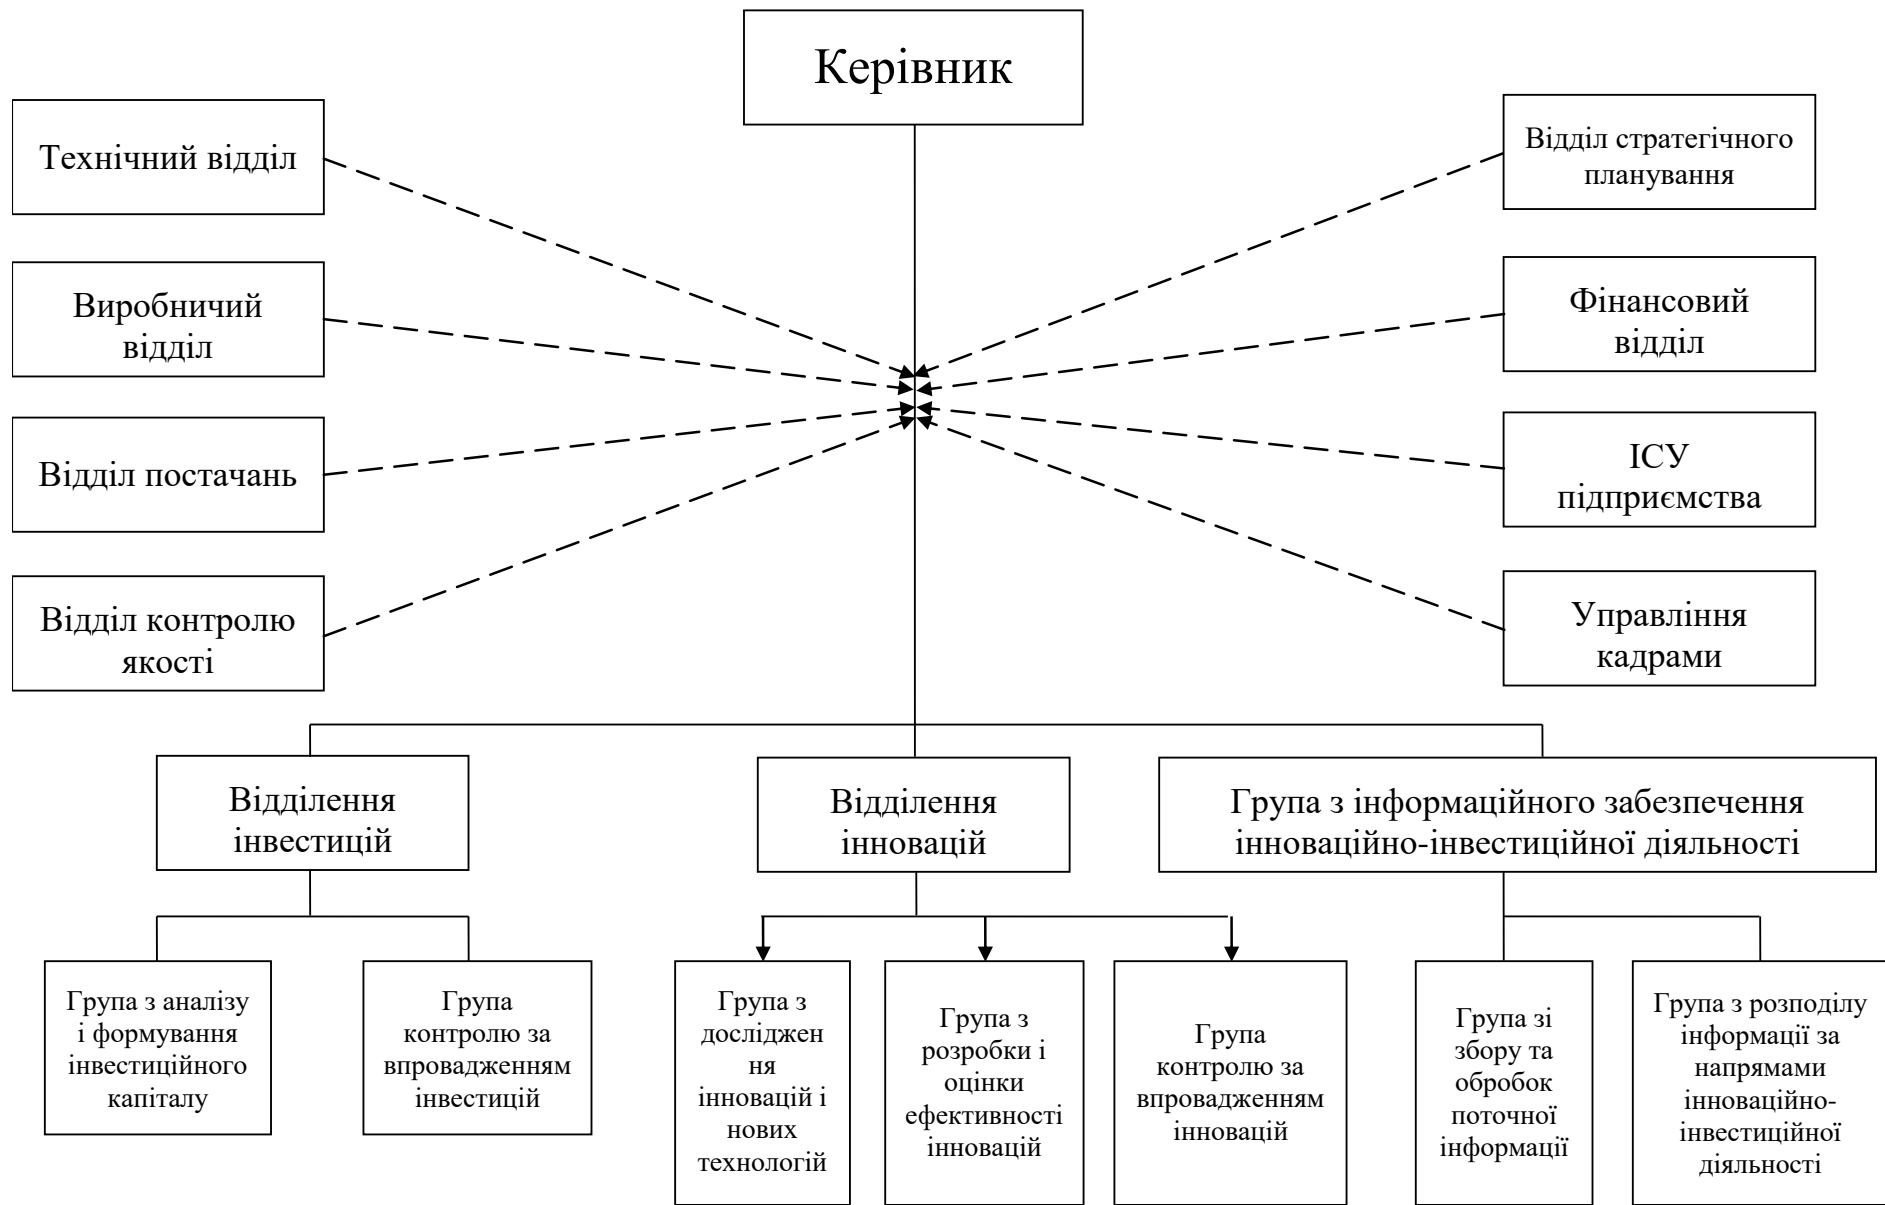 Керівник
Технічний відділ
Відділ стратегічного
планування
Виробничий
відділ
Фінансовий
відділ
Відділ постачань
ІСУ
підприємства
Відділ контролю
якості
Управління
кадрами
Відділення
інвестицій
Відділення
інновацій
Група з інформаційного забезпечення
інноваційно-інвестиційної діяльності
Група з аналізу
і формування
інвестиційного
капіталу
Група
контролю за
впровадженням
інвестицій
Група з
дослідżen
ня
інновацій і
нових
технологій
Група з
розробки і
оцінки
ефективності
інновацій
Група
контролю за
впровадженням
інновацій
Група зі
збору та
обробок
поточної
інформації
Група з розподілу
інформації за
напрямами
інноваційно-
інвестиційної
діяльності